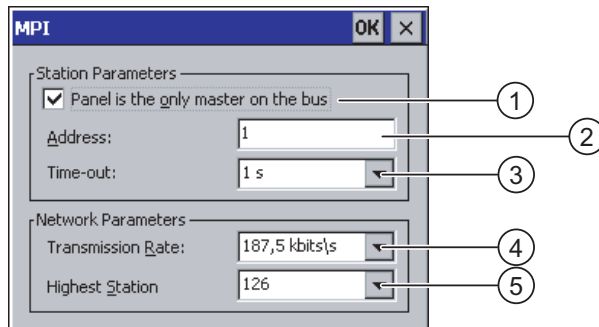 MPI OK ×
Station Parameters
Panel is the only master on the bus 1
Address: 1 2
Time-out: 1 s 3
Network Parameters
Transmission Rate: 187,5 kbits\s 4
Highest Station 126 5